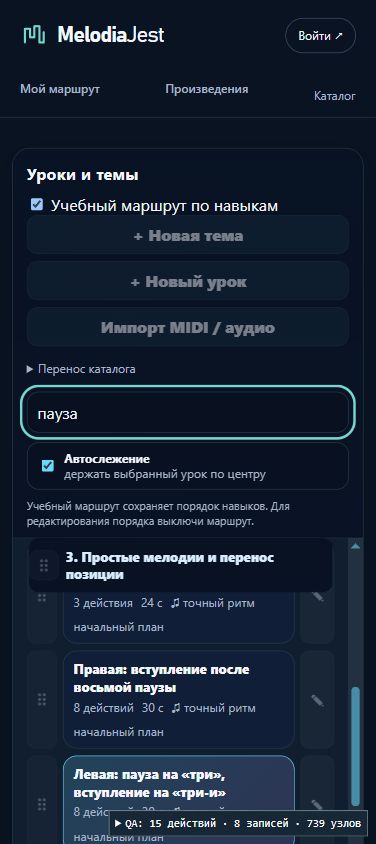 MelodiaJest
Войти ↗
Мой маршрут
Произведения
Каталог
Уроки и темы
Учебный маршрут по навыкам
+ Новая тема
+ Новый урок
Импорт MIDI / аудио
▶ Перенос каталога
пауза
Автослежение
держать выбранный урок по центру
Учебный маршрут сохраняет порядок навыков. Для
редактирования порядка выключи маршрут.
3. Простые мелодии и перенос
позиции
3 действия 24 с ♫ точный ритм
начальный план
Правая: вступление после
восьмой паузы
8 действий 30 с ♫ точный ритм
начальный план
Левая: пауза на «три»,
вступление на «три-и»
▶ QA: 15 действий · 8 записей · 739 узлов
начальный план